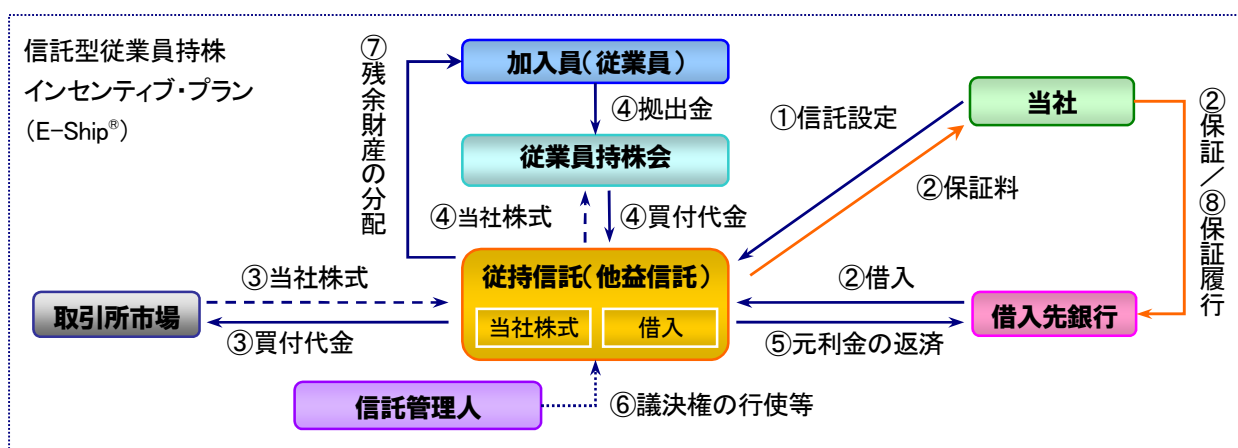 信託型従業員持株
インセンティブ・プラン
（E-Ship®）
⑦残余財産の分配
加入員（従業員）
④拠出金
従業員持株会
④当社株式
④買付代金
①信託設定
当社
②保証料
②保証／⑧保証履行
③当社株式
取引所市場
③買付代金
従持信託（他益信託）
当社株式
借入
②借入
借入先銀行
⑤元利金の返済
信託管理人
⑥議決権の行使等